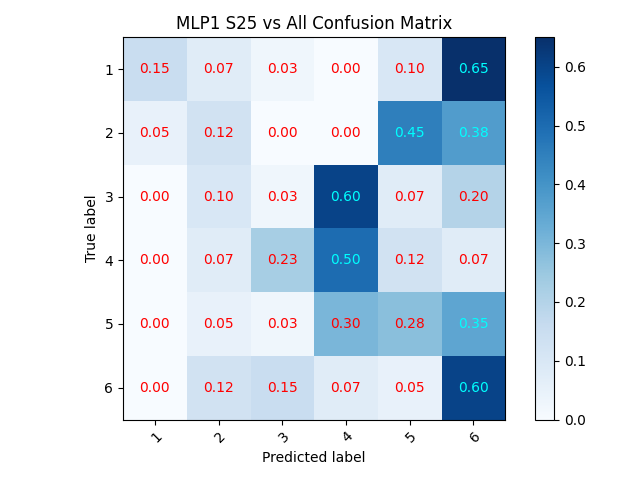 MLP1 S25 vs All Confusion Matrix
1 0.15 0.07 0.03 0.00 0.10 0.65
2 0.05 0.12 0.00 0.00 0.45 0.38
3 0.00 0.10 0.03 0.60 0.07 0.20
4 0.00 0.07 0.23 0.50 0.12 0.07
5 0.00 0.05 0.03 0.30 0.28 0.35
6 0.00 0.12 0.15 0.07 0.05 0.60
1 2 3 4 5 6
True label
Predicted label
0.6
0.5
0.4
0.3
0.2
0.1
0.0